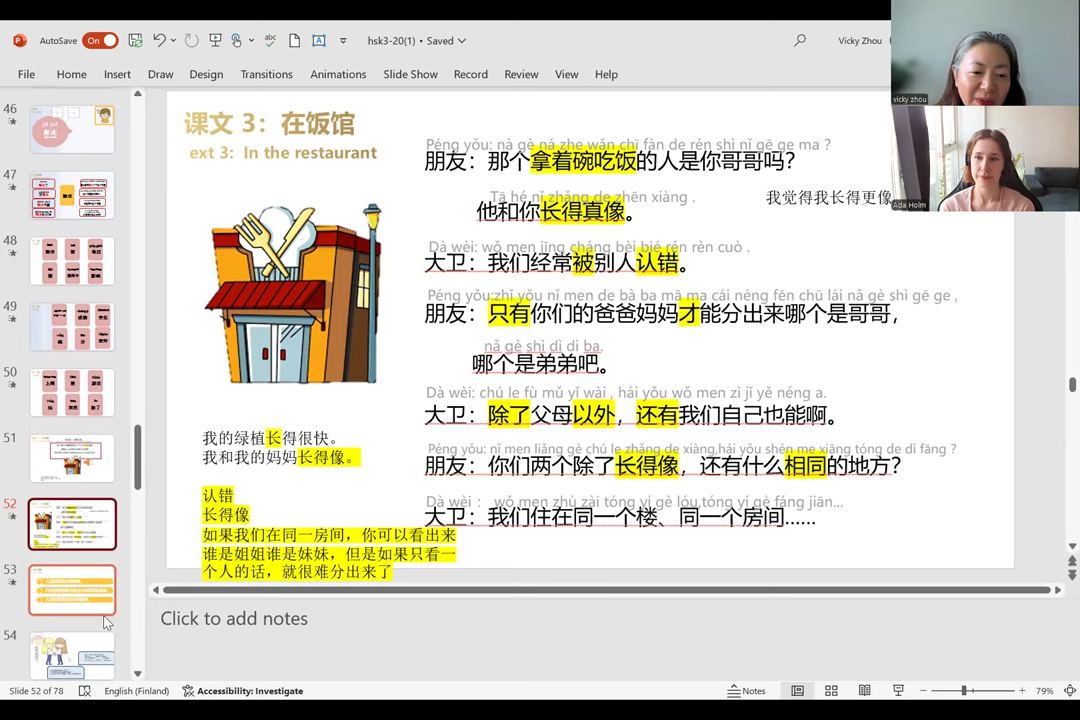 AutoSave On hsk3-20(1) • Saved Vicky Zhou
File Home Insert Draw Design Transitions Animations Slide Show Record Review View Help
46
47
48
49
50
51
52
53
54
课文 3：在饭馆
ext 3: In the restaurant
Péng yǒu: nà gè ná zhe wǎn chī fàn de rén shì nǐ gē ge ma ?
朋友：那个拿着碗吃饭的人是你哥哥吗？
Tā hé nǐ zhǎng de zhēn xiàng .
他和你长得真像。
我觉得我长得更像
Dà wèi: wǒ men jīng cháng bèi bié rén rèn cuò .
大卫：我们经常被别人认错。
Péng yǒu:zhǐ yǒu nǐ men de bà ba mā ma cái néng fēn chū lái nǎ gè shì gē ge ,
朋友：只有你们的爸爸妈妈才能分出来哪个是哥哥，
nǎ gè shì dì di ba.
哪个是弟弟吧。
Dà wèi: chú le fù mǔ yǐ wài , hái yǒu wǒ men zì jǐ yě néng a.
大卫：除了父母以外，还有我们自己也能啊。
Péng yǒu: nǐ men liǎng gè chú le zhǎng de xiàng,hái yǒu shén me xiāng tóng de dì fāng ?
朋友：你们两个除了长得像，还有什么相同的地方？
Dà wèi： wǒ men zhù zài tóng yí gè lóu,tóng yí gè fáng jiān...
大卫：我们住在同一个楼、同一个房间……
我的绿植长得很快。
我和我的妈妈长得像。
认错
长得像
如果我们在同一房间，你可以看出来
谁是姐姐谁是妹妹，但是如果只看一
个人的话，就很难分出来了
vicky zhou
Ada Holm
Click to add notes
Slide 52 of 78 English (Finland) Accessibility: Investigate Notes 79%